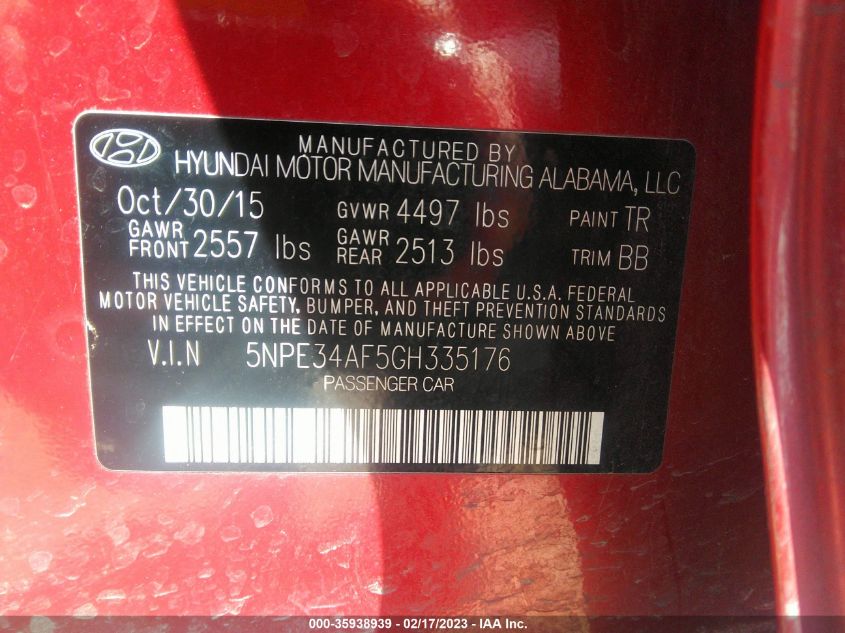 MANUFACTURED BY
HYUNDAI MOTOR MANUFACTURING ALABAMA, LLC
Oct/30/15 GVWR 4497 lbs PAINT TR
GAWR FRONT 2557 lbs GAWR REAR 2513 lbs TRIM BB
THIS VEHICLE CONFORMS TO ALL APPLICABLE U.S.A. FEDERAL
MOTOR VEHICLE SAFETY, BUMPER, AND THEFT PREVENTION STANDARDS
IN EFFECT ON THE DATE OF MANUFACTURE SHOWN ABOVE
V.I.N 5NPE34AF5GH335176
PASSENGER CAR
000-35938939 - 02/17/2023 - IAA Inc.